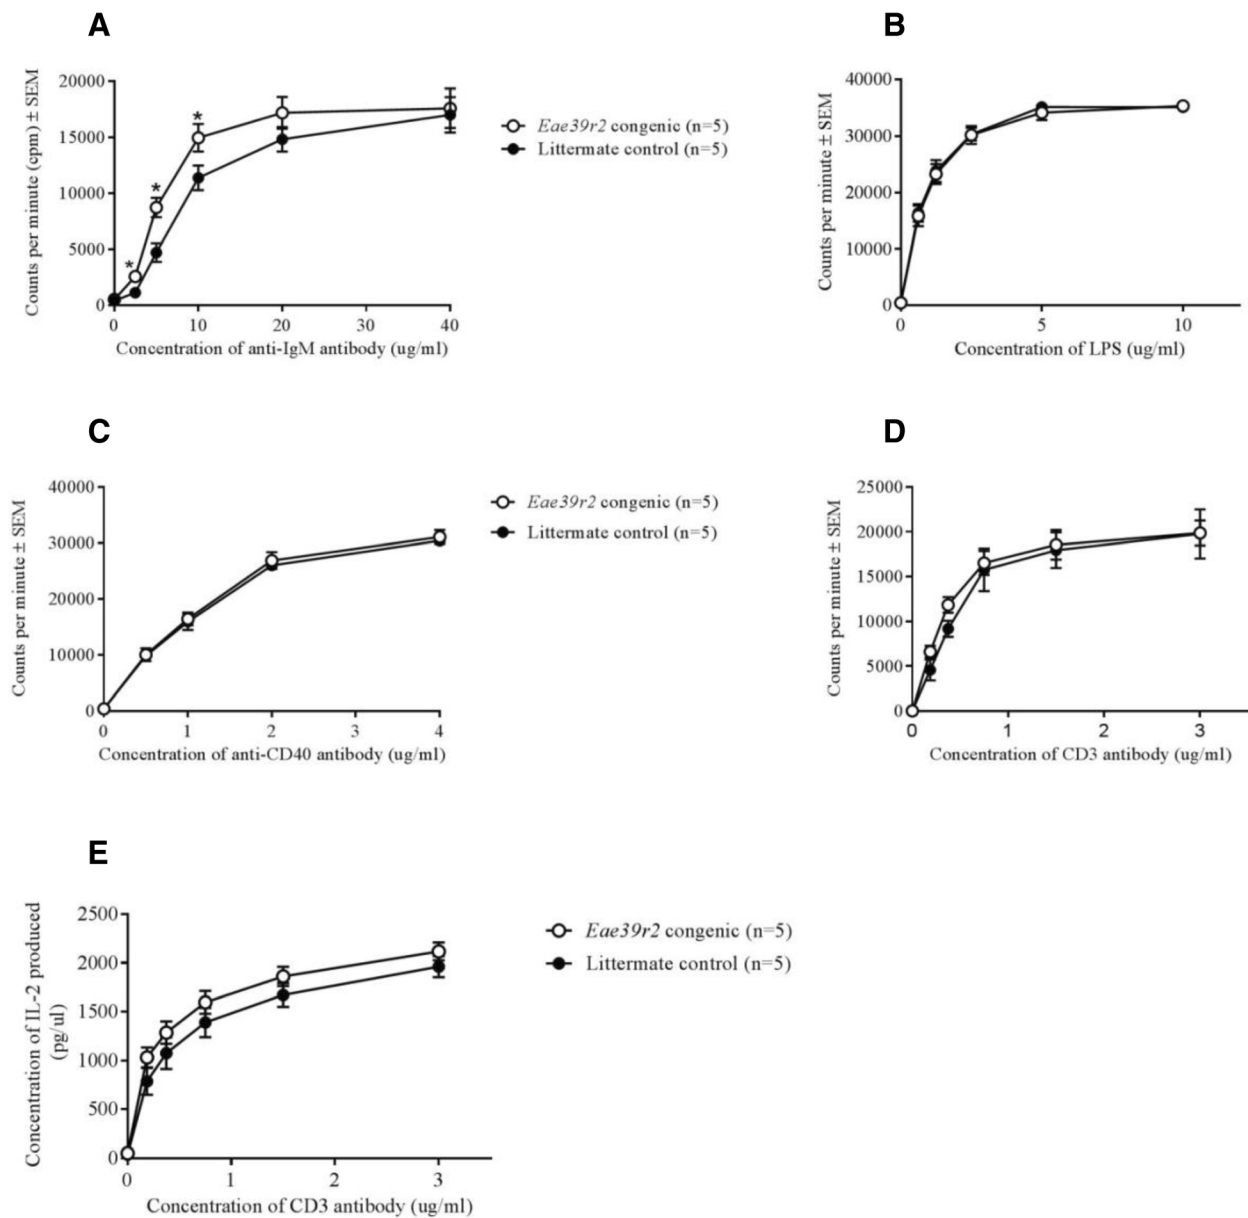 A
Counts per minute (cpm) ± SEM
20000
15000
10000
5000
0
*
*
*
0 10 20 30 40
Concentration of anti-IgM antibody (ug/ml)
Eae39r2 congenic (n=5)
Littermate control (n=5)
B
Counts per minute ± SEM
40000
30000
20000
10000
0
0 5 10
Concentration of LPS (ug/ml)
C
Counts per minute ± SEM
40000
30000
20000
10000
0
0 1 2 3 4
Concentration of anti-CD40 antibody (ug/ml)
Eae39r2 congenic (n=5)
Littermate control (n=5)
D
Counts per minute ± SEM
25000
20000
15000
10000
5000
0
0 1 2 3
Concentration of CD3 antibody (ug/ml)
E
Concentration of IL-2 produced
(pg/ul)
2500
2000
1500
1000
500
0
0 1 2 3
Concentration of CD3 antibody (ug/ml)
Eae39r2 congenic (n=5)
Littermate control (n=5)